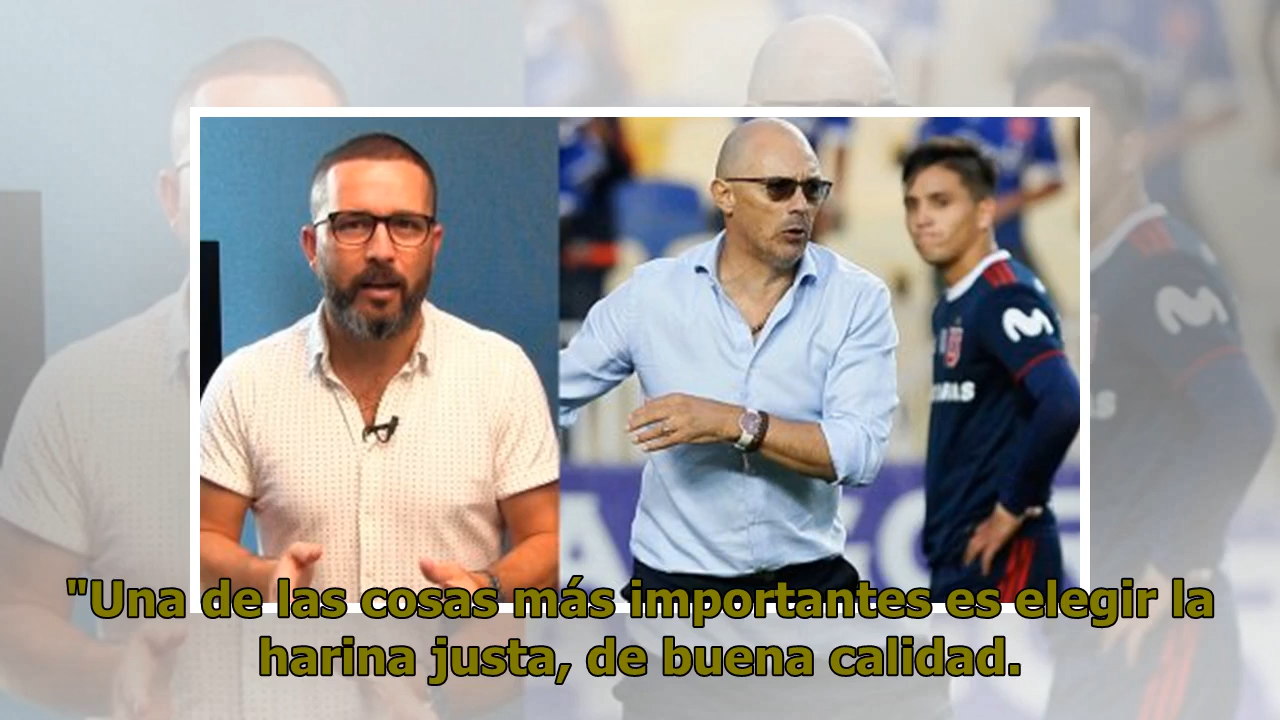 "Una de las cosas más importantes es elegir la
harina justa, de buena calidad.